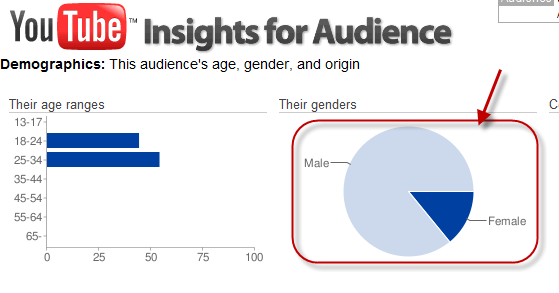 YouTube™ Insights for Audience
Demographics: This audience's age, gender, and origin
Their age ranges
13-17
18-24
25-34
35-44
45-54
55-64
65-
0 25 50 75 100
Their genders
Male
Female